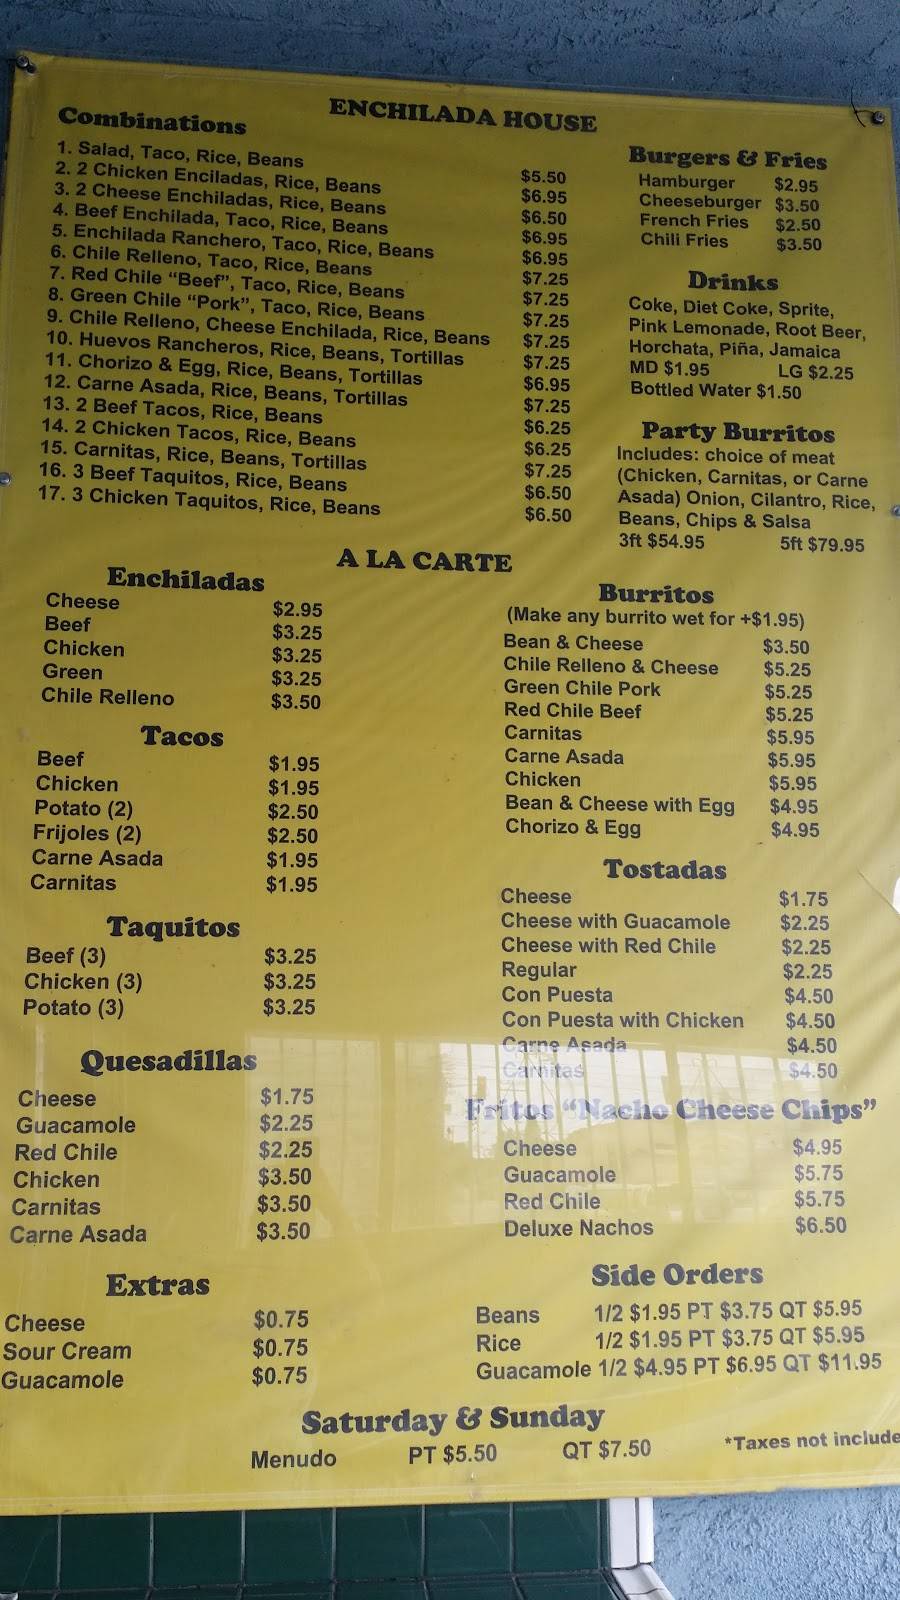 ENCHILADA HOUSE
Combinations
1. Salad, Taco, Rice, Beans $5.50
2. 2 Chicken Enciladas, Rice, Beans $6.95
3. 2 Cheese Enchiladas, Rice, Beans $6.50
4. Beef Enchilada, Taco, Rice, Beans $6.95
5. Enchilada Ranchero, Taco, Rice, Beans $6.95
6. Chile Relleno, Taco, Rice, Beans $7.25
7. Red Chile “Beef”, Taco, Rice, Beans $7.25
8. Green Chile “Pork”, Taco, Rice, Beans $7.25
9. Chile Relleno, Cheese Enchilada, Rice, Beans $7.25
10. Huevos Rancheros, Rice, Beans, Tortillas $7.25
11. Chorizo & Egg, Rice, Beans, Tortillas $6.95
12. Carne Asada, Rice, Beans, Tortillas $7.25
13. 2 Beef Tacos, Rice, Beans $6.25
14. 2 Chicken Tacos, Rice, Beans $6.25
15. Carnitas, Rice, Beans, Tortillas $7.25
16. 3 Beef Taquitos, Rice, Beans $6.50
17. 3 Chicken Taquitos, Rice, Beans $6.50
Burgers & Fries
Hamburger $2.95
Cheeseburger $3.50
French Fries $2.50
Chili Fries $3.50
Drinks
Coke, Diet Coke, Sprite,
Pink Lemonade, Root Beer,
Horchata, Piña, Jamaica
MD $1.95 LG $2.25
Bottled Water $1.50
Party Burritos
Includes: choice of meat
(Chicken, Carnitas, or Carne
Asada) Onion, Cilantro, Rice,
Beans, Chips & Salsa
3ft $54.95 5ft $79.95
A LA CARTE
Enchiladas
Cheese $2.95
Beef $3.25
Chicken $3.25
Green $3.25
Chile Relleno $3.50
Tacos
Beef $1.95
Chicken $1.95
Potato (2) $2.50
Frijoles (2) $2.50
Carne Asada $1.95
Carnitas $1.95
Taquitos
Beef (3) $3.25
Chicken (3) $3.25
Potato (3) $3.25
Quesadillas
Cheese $1.75
Guacamole $2.25
Red Chile $2.25
Chicken $3.50
Carnitas $3.50
Carne Asada $3.50
Extras
Cheese $0.75
Sour Cream $0.75
Guacamole $0.75
Burritos
(Make any burrito wet for +$1.95)
Bean & Cheese $3.50
Chile Relleno & Cheese $5.25
Green Chile Pork $5.25
Red Chile Beef $5.25
Carnitas $5.95
Carne Asada $5.95
Chicken $5.95
Bean & Cheese with Egg $4.95
Chorizo & Egg $4.95
Tostadas
Cheese $1.75
Cheese with Guacamole $2.25
Cheese with Red Chile $2.25
Regular $2.25
Con Puesta $4.50
Con Puesta with Chicken $4.50
Carne Asada $4.50
Carnitas $4.50
Fritos “Nacho Cheese Chips”
Cheese $4.95
Guacamole $5.75
Red Chile $5.75
Deluxe Nachos $6.50
Side Orders
Beans 1/2 $1.95 PT $3.75 QT $5.95
Rice 1/2 $1.95 PT $3.75 QT $5.95
Guacamole 1/2 $4.95 PT $6.95 QT $11.95
Saturday & Sunday
Menudo PT $5.50 QT $7.50
*Taxes not include